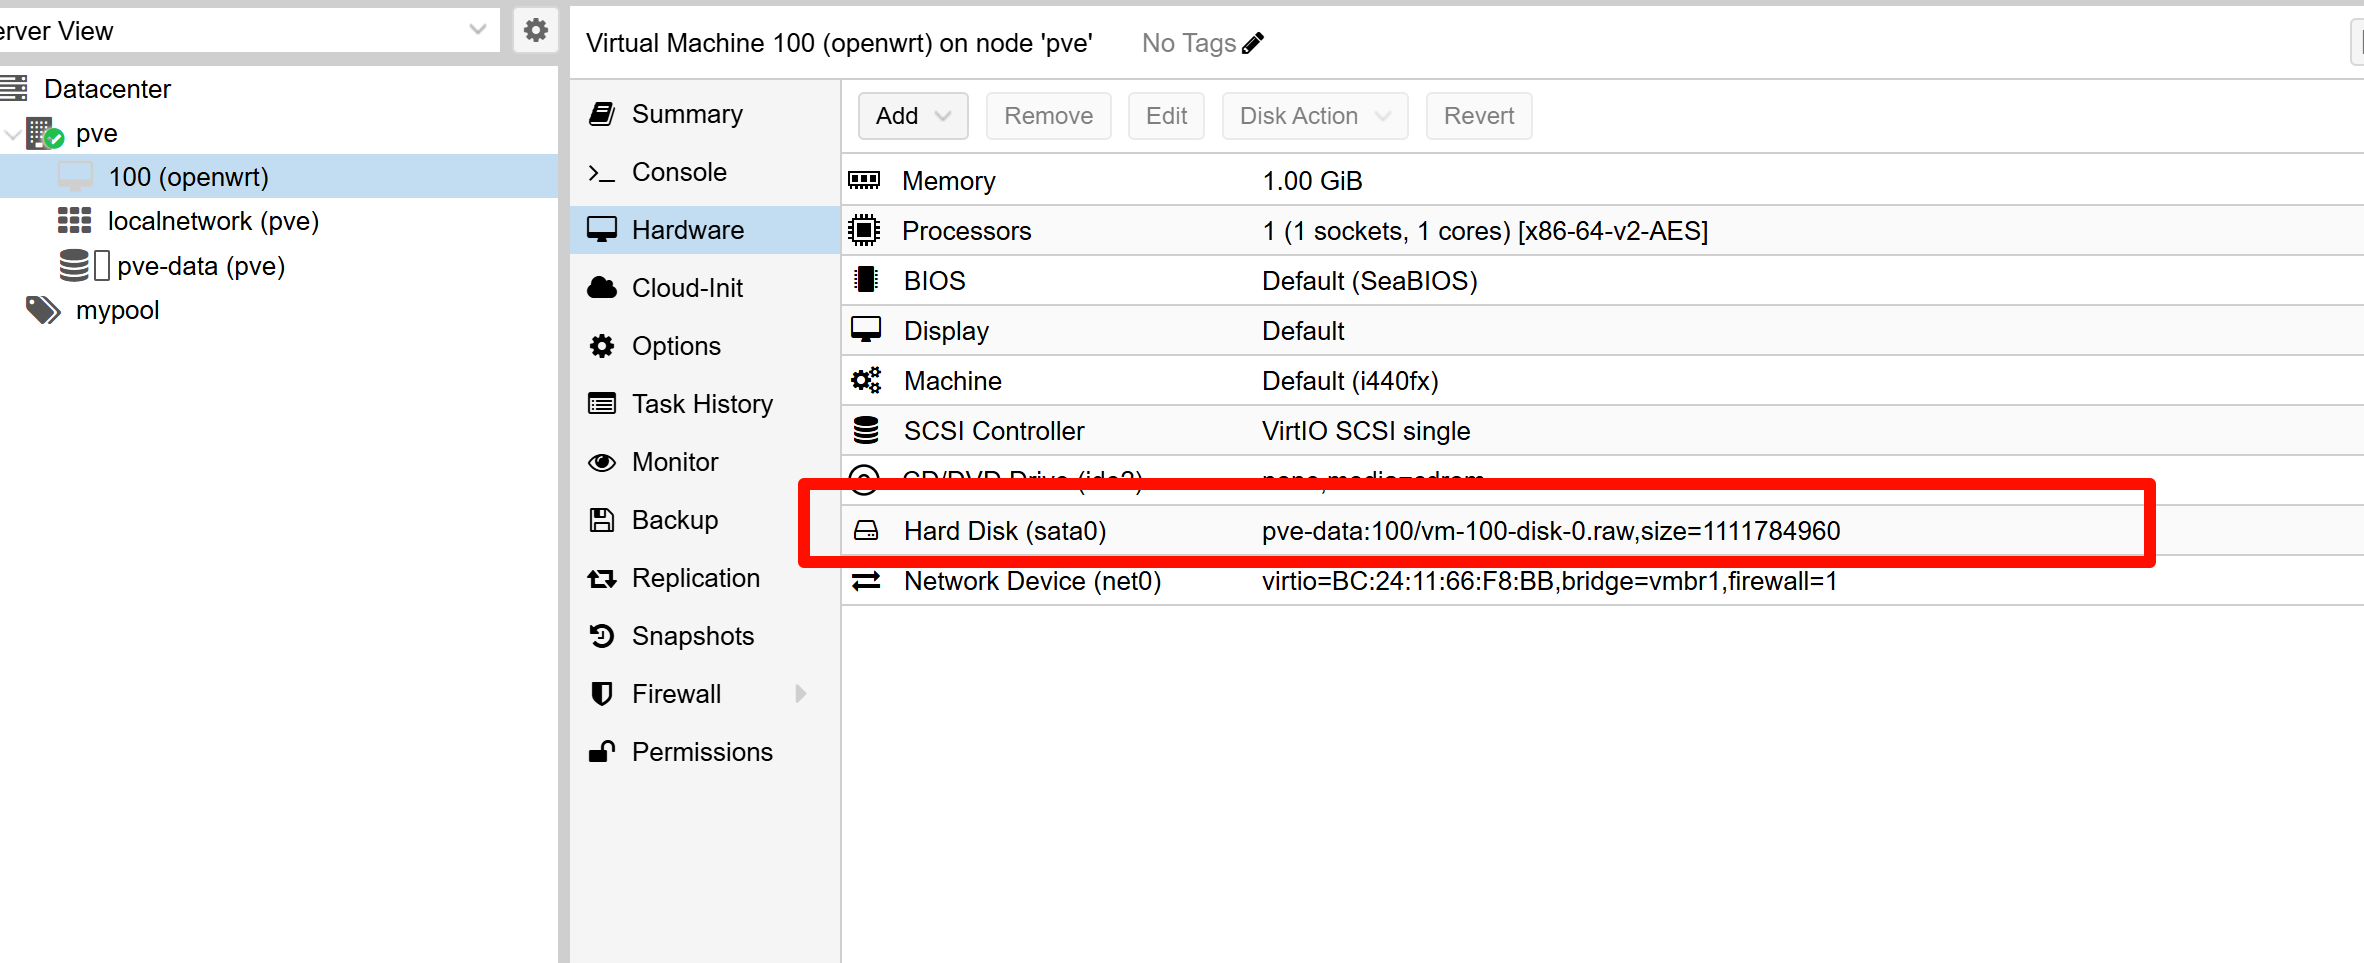 erver View
Datacenter
pve
100 (openwrt)
localnetwork (pve)
pve-data (pve)
mypool
Virtual Machine 100 (openwrt) on node 'pve'
No Tags
Summary
Console
Hardware
Cloud-Init
Options
Task History
Monitor
Backup
Replication
Snapshots
Firewall
Permissions
Add Remove Edit Disk Action Revert
Memory 1.00 GiB
Processors 1 (1 sockets, 1 cores) [x86-64-v2-AES]
BIOS Default (SeaBIOS)
Display Default
Machine Default (i440fx)
SCSI Controller VirtIO SCSI single
CD/DVD Drive (ide2) none,media=cdrom
Hard Disk (sata0) pve-data:100/vm-100-disk-0.raw,size=1111784960
Network Device (net0) virtio=BC:24:11:66:F8:BB,bridge=vmbr1,firewall=1